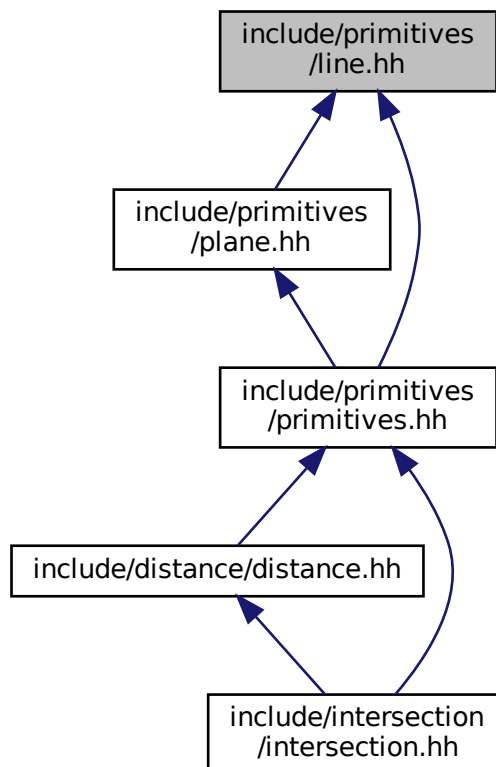 include/primitives
/line.hh
include/primitives
/plane.hh
include/primitives
/primitives.hh
include/distance/distance.hh
include/intersection
/intersection.hh